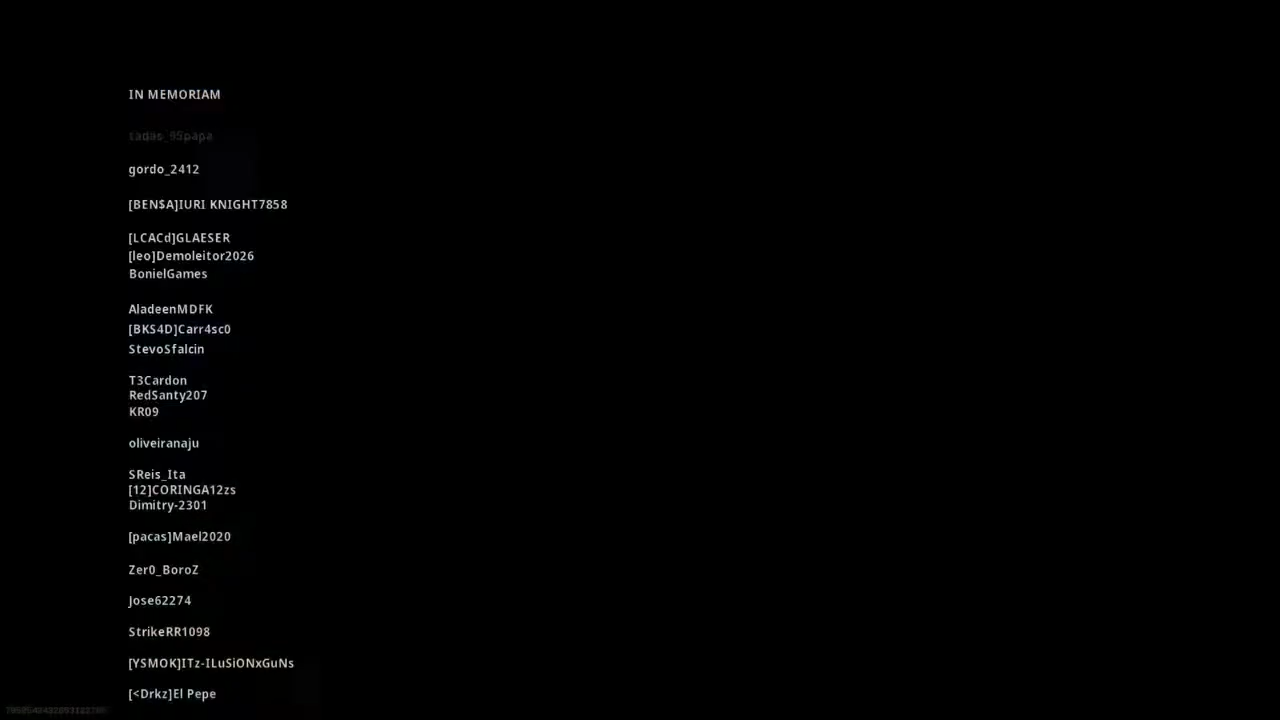 IN MEMORIAM
gordo_2412
[BEN$A]IURI KNIGHT7858
[LCACd]GLAESER
[leo]Demoleitor2026
BonielGames
AladeenMDFK
[BKS4D]Carr4sc0
StevoSfalcin
T3Cardon
RedSanty207
KR09
oliveiranaju
SReis_Ita
[12]CORINGA12zs
Dimitry-2301
[pacas]Mael2020
Zer0_BoroZ
Jose62274
StrikeRR1098
[YSMOK]ITz-ILuSiONxGuNs
[<Drkz]El Pepe